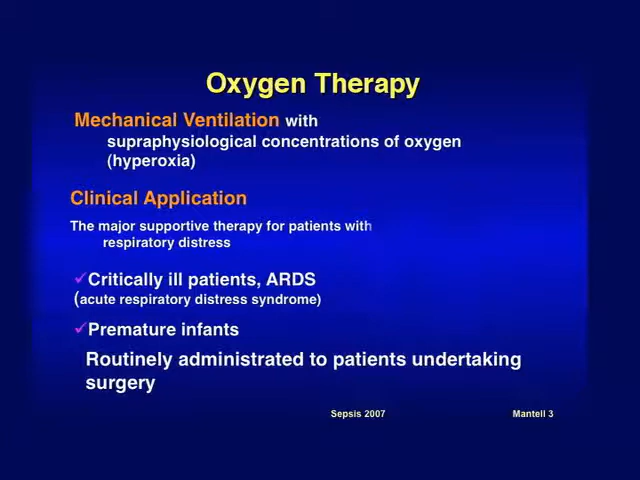 Oxygen Therapy
Mechanical Ventilation with
supraphysiological concentrations of oxygen
(hyperoxia)
Clinical Application
The major supportive therapy for patients with
respiratory distress
✓Critically ill patients, ARDS
(acute respiratory distress syndrome)
✓Premature infants
Routinely administrated to patients undertaking
surgery
Sepsis 2007 Mantell 3